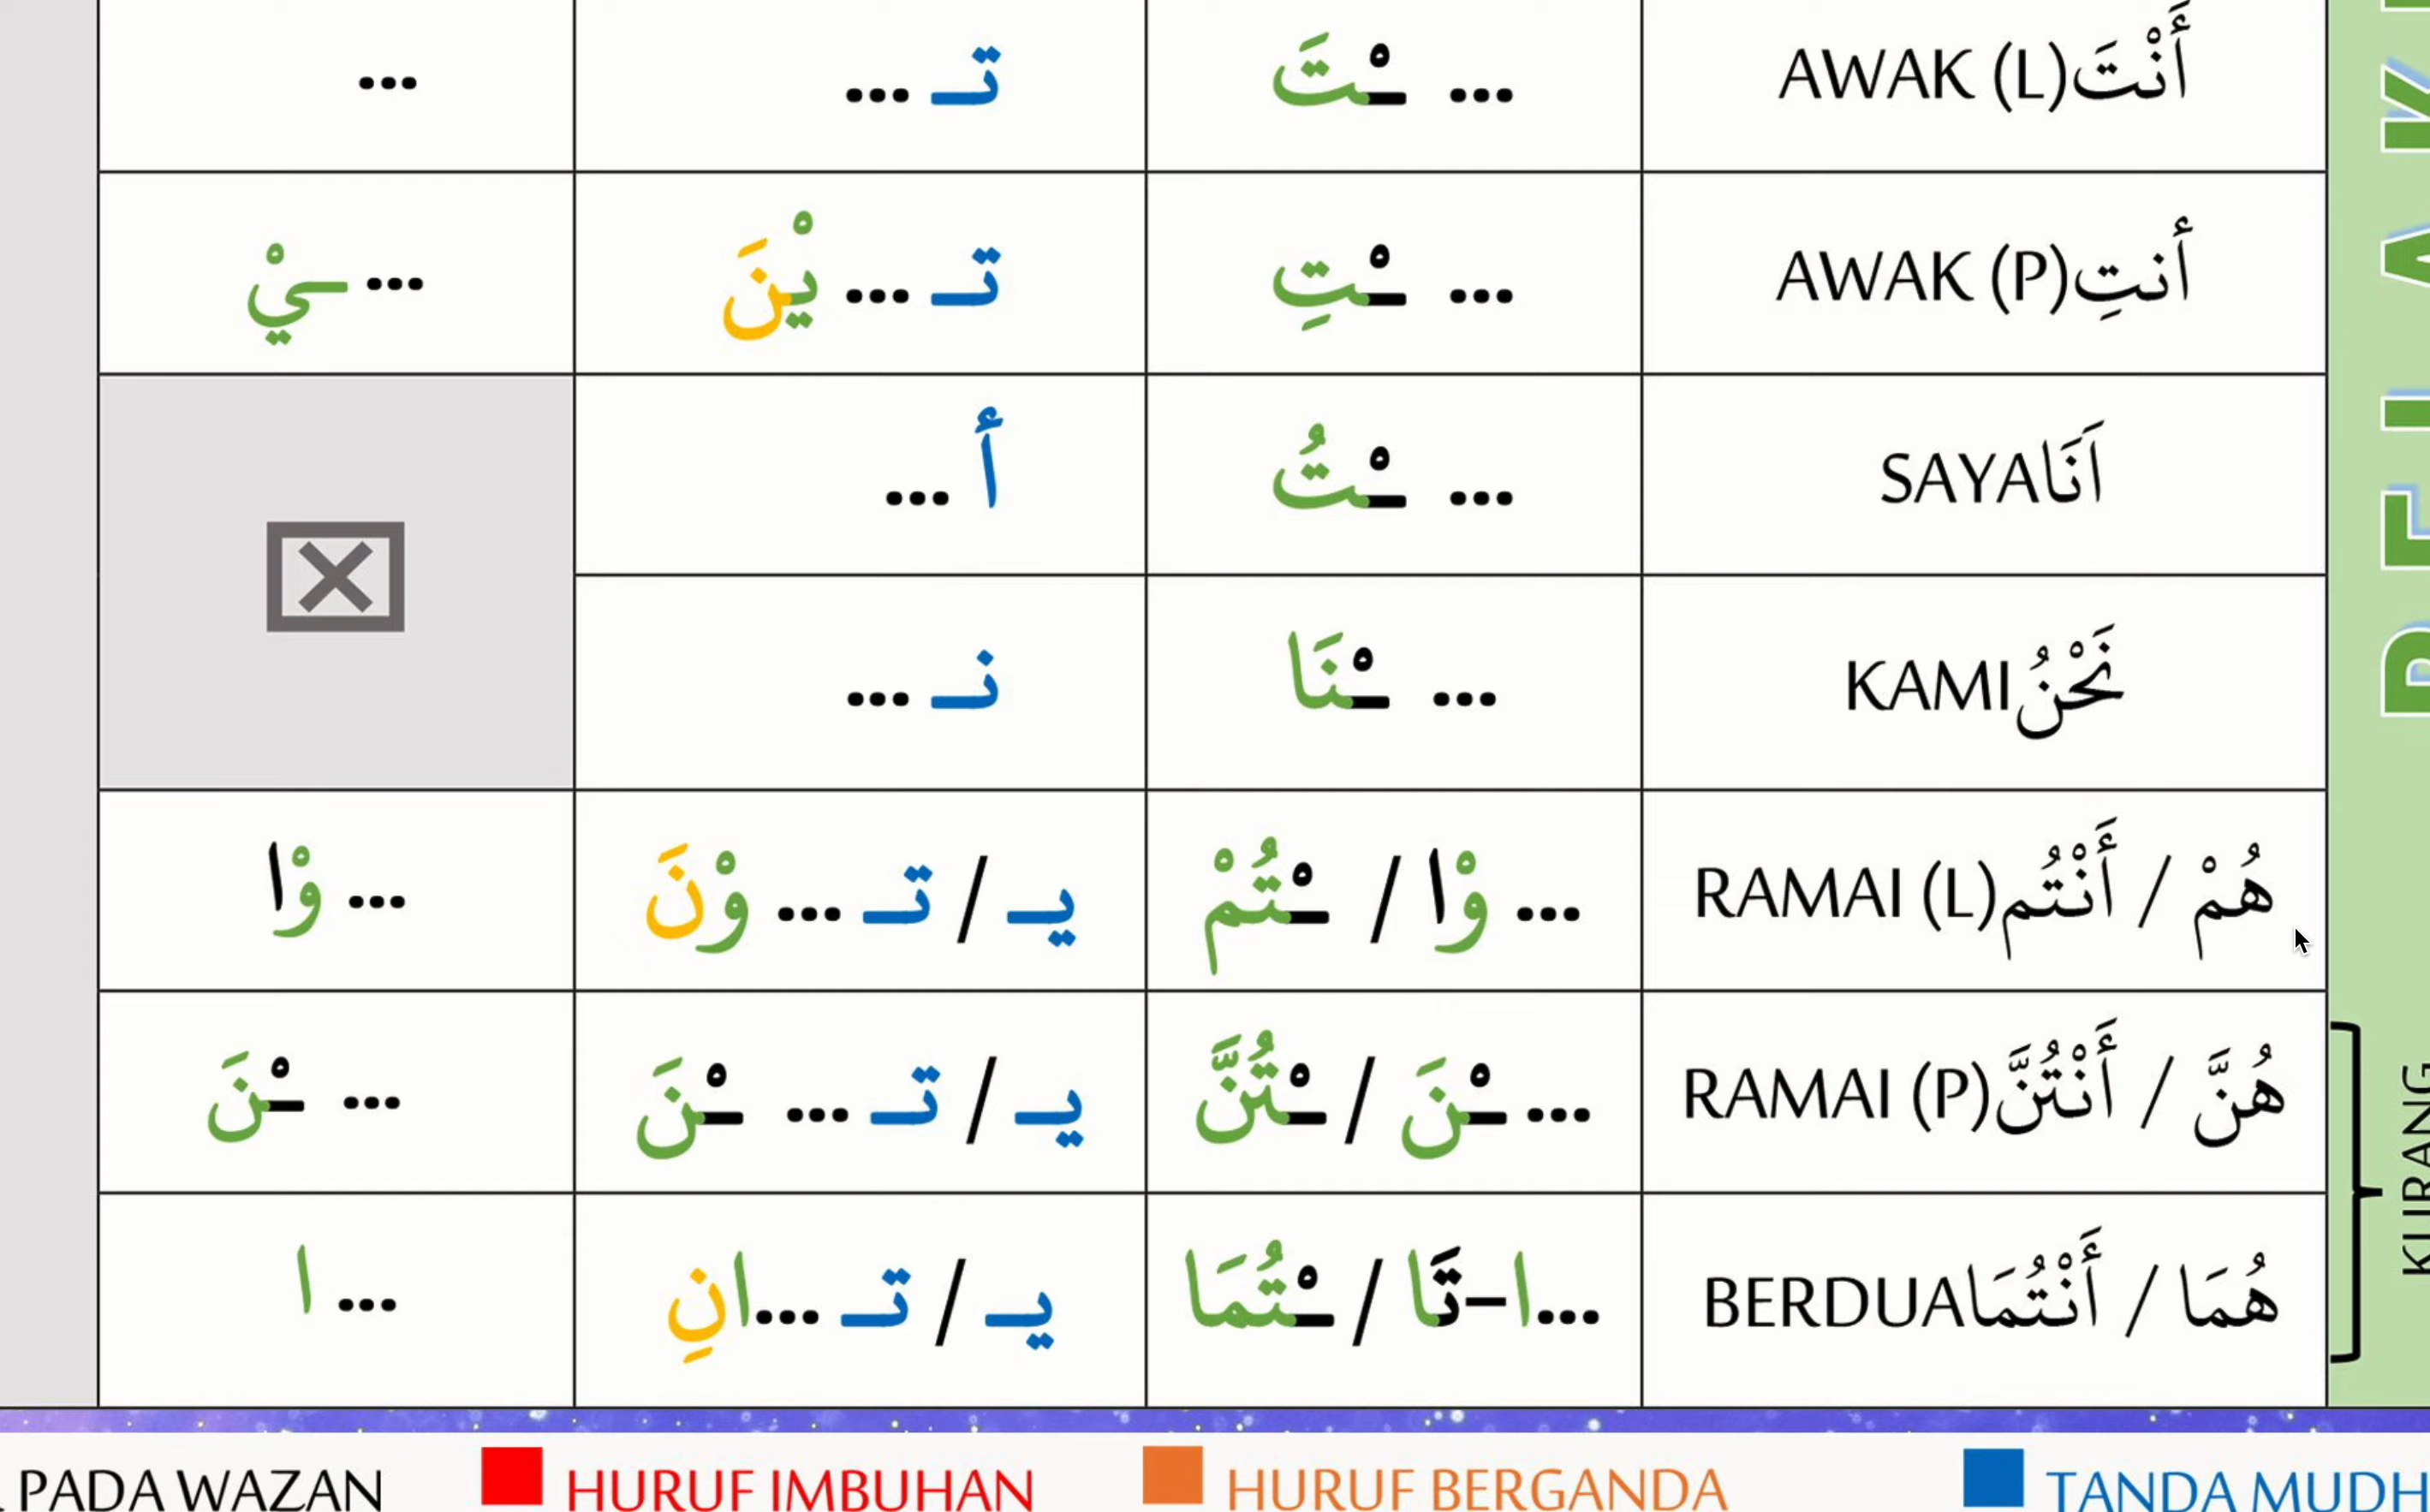 أَنْتَ AWAK (L) ... ـْتَ تـ ... ...
أنتِ AWAK (P) ... ـْتِ تـ ... يْنَ ... ـيْ
اَنَا SAYA ... ـْتُ أ ...
نَحْنُ KAMI ... ـْنَا نـ ...
هُمْ / أَنْتُم RAMAI (L) ... وْا / ـْتُمْ يـ / تـ ... وْنَ ... وْا
هُنَّ / أَنْتُنَّ RAMAI (P) ... ـْنَ / ـْتُنَّ يـ / تـ ... ـْنَ ... ـْنَ
هُمَا / أَنْتُمَا BERDUA ...ا–تَا / ـْتُمَا يـ / تـ ...انِ ... ا
KURANG
PADA WAZAN HURUF IMBUHAN HURUF BERGANDA TANDA MUDH